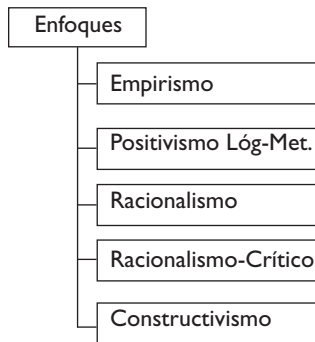 Enfoques
Empirismo
Positivismo Lóg-Met.
Racionalismo
Racionalismo-Crítico
Constructivismo